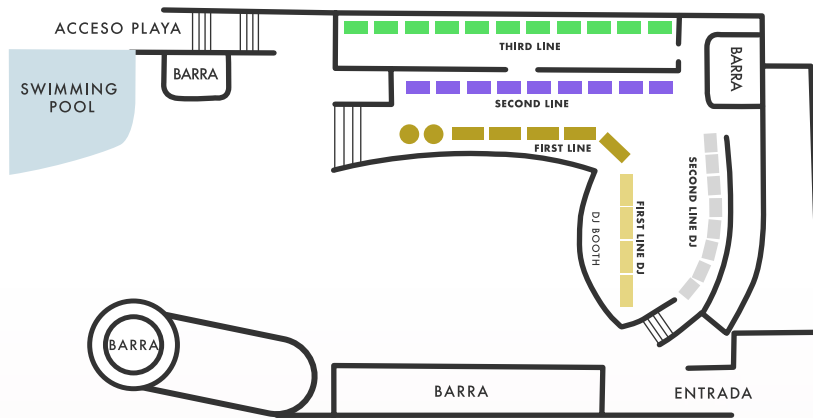 ACCESO PLAYA
THIRD LINE
BARRA
BARRA
SWIMMING
POOL
SECOND LINE
FIRST LINE
SECOND LINE DJ
FIRST LINE DJ
DJ BOOTH
BARRA
BARRA
ENTRADA